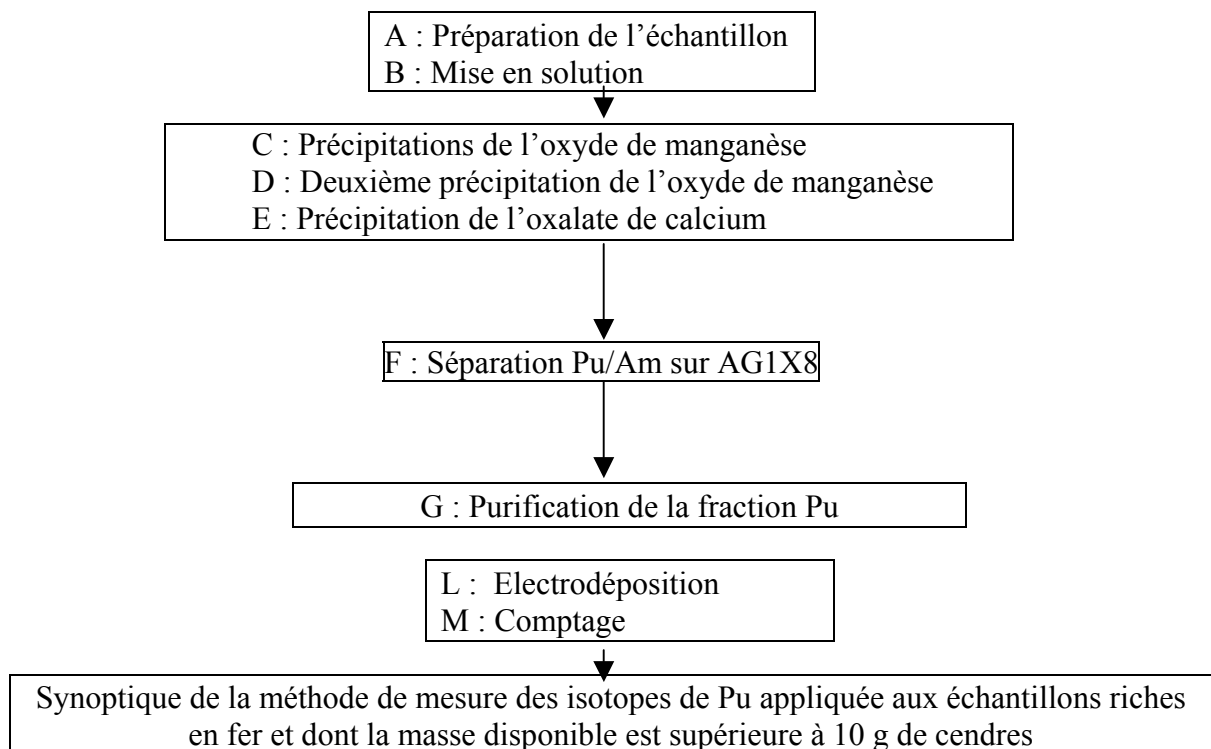 A : Préparation de l’échantillon
B : Mise en solution
C : Précipitations de l’oxyde de manganèse
D : Deuxième précipitation de l’oxyde de manganèse
E : Précipitation de l’oxalate de calcium
F : Séparation Pu/Am sur AG1X8
G : Purification de la fraction Pu
L : Electrodéposition
M : Comptage
Synoptique de la méthode de mesure des isotopes de Pu appliquée aux échantillons riches
en fer et dont la masse disponible est supérieure à 10 g de cendres